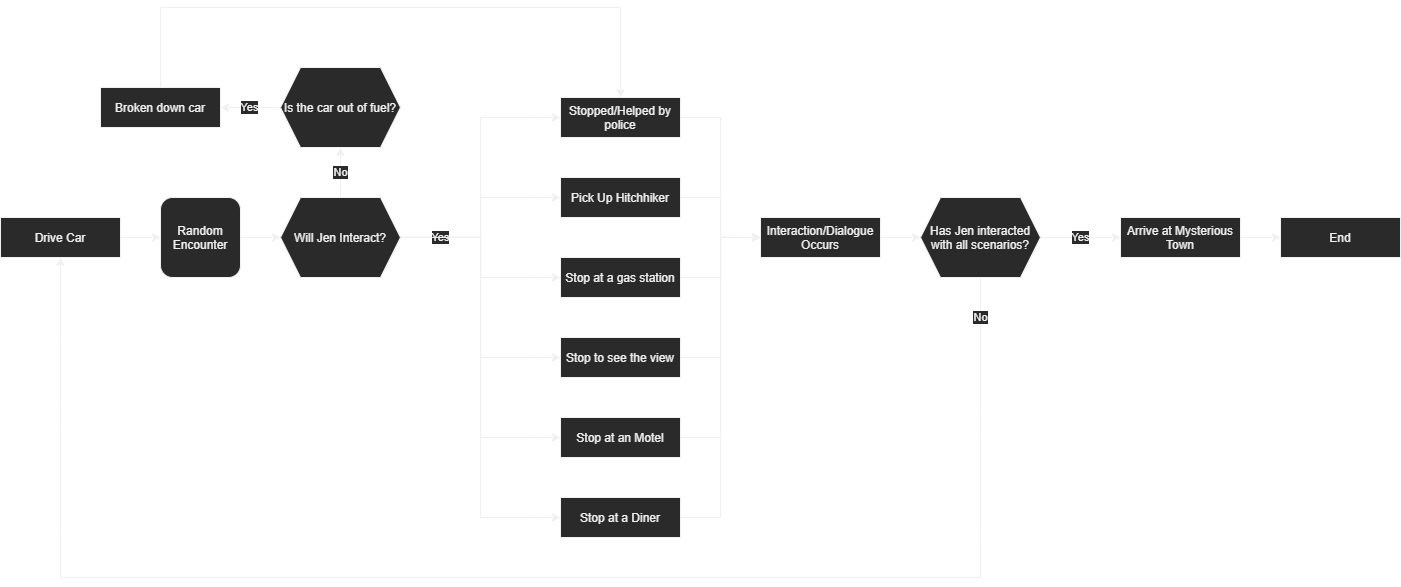 Broken down car
Yes
Is the car out of fuel?
No
Drive Car
Random
Encounter
Will Jen Interact?
Yes
Stopped/Helped by
police
Pick Up Hitchhiker
Stop at a gas station
Stop to see the view
Stop at an Motel
Stop at a Diner
Interaction/Dialogue
Occurs
Has Jen interacted
with all scenarios?
Yes
No
Arrive at Mysterious
Town
End